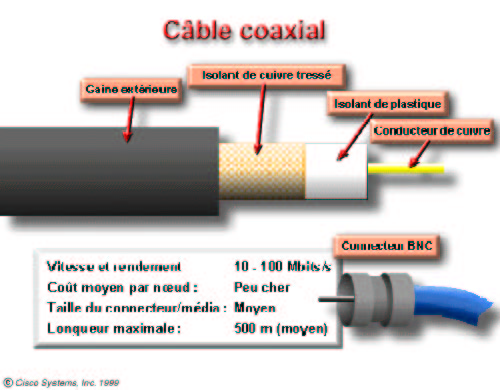 Câble coaxial
Isolant de cuivre tressé
Gaine extérieure
Isolant de plastique
Conducteur de cuivre
Connecteur BNC
Vitesse et rendement 10 - 100 Mbits/s
Coût moyen par nœud : Peu cher
Taille du connecteur/média : Moyen
Longueur maximale : 500 m (moyen)
© Cisco Systems, Inc. 1999